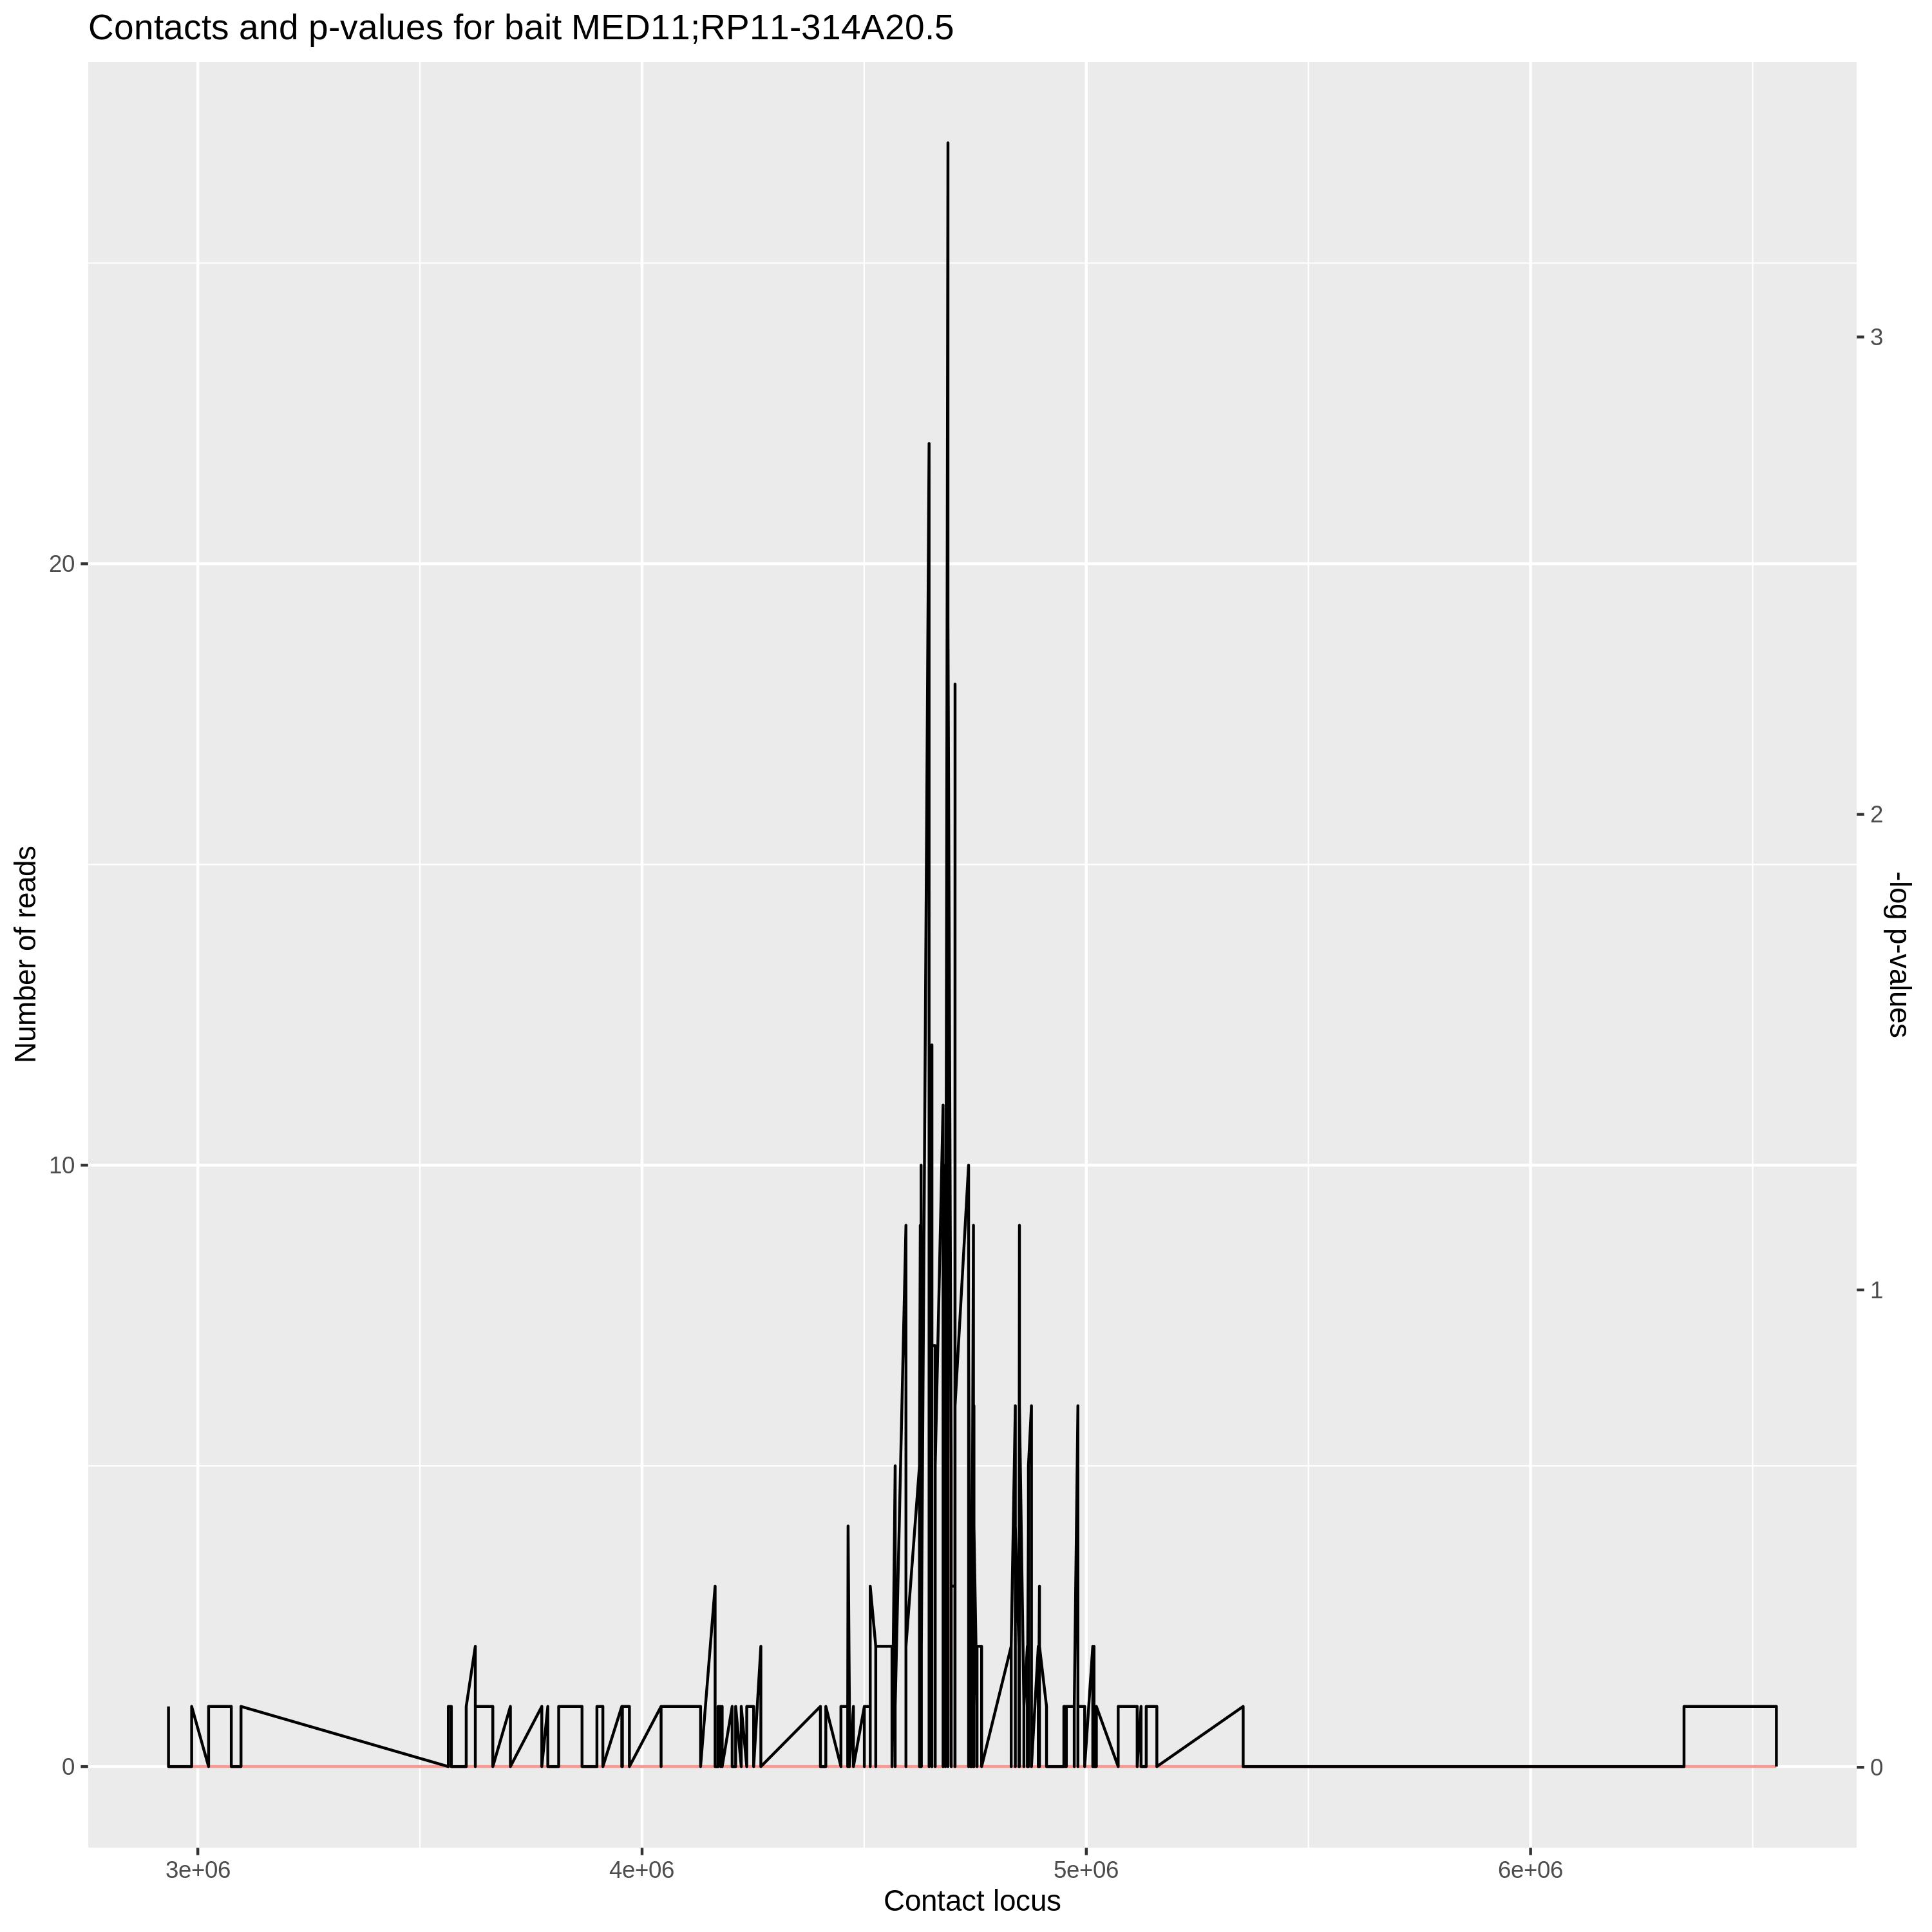 Contacts and p-values for bait MED11;RP11-314A20.5
Number of reads
20
10
0
3
2
1
0
-log p-values
3e+06
4e+06
5e+06
6e+06
Contact locus